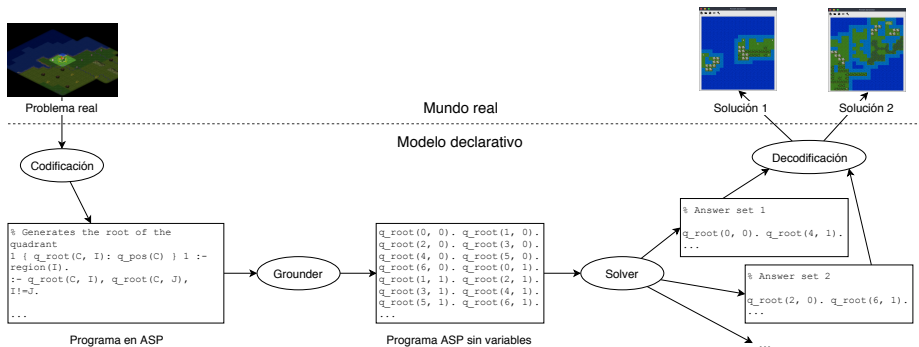 Problema real
Mundo real
Solución 1
Solución 2
Modelo declarativo
Codificación
Decodificación
% Generates the root of the
quadrant
1 { q_root(C, I): q_pos(C) } 1 :-
region(I).
:- q_root(C, I), q_root(C, J),
I!=J.
...
Programa en ASP
Grounder
q_root(0, 0). q_root(1, 0).
q_root(2, 0). q_root(3, 0).
q_root(4, 0). q_root(5, 0).
q_root(6, 0). q_root(0, 1).
q_root(1, 1). q_root(2, 1).
q_root(3, 1). q_root(4, 1).
q_root(5, 1). q_root(6, 1).
...
Programa ASP sin variables
Solver
% Answer set 1
q_root(0, 0). q_root(4, 1).
...
% Answer set 2
q_root(2, 0). q_root(6, 1).
...
...